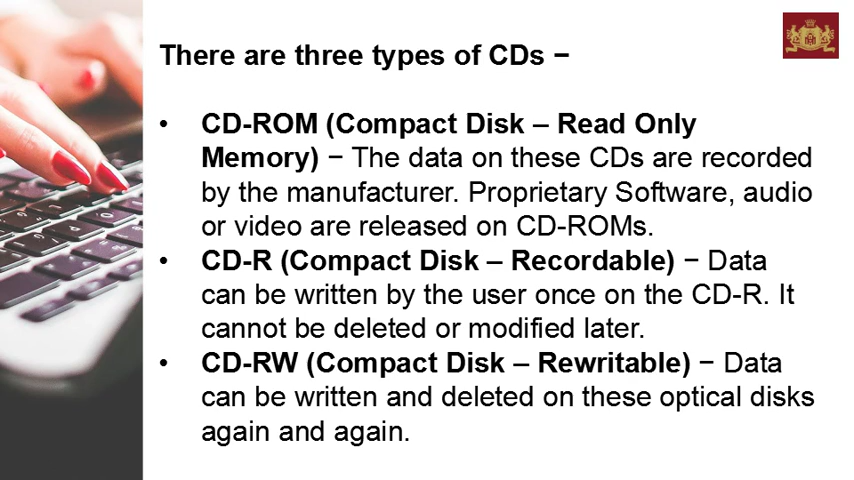 There are three types of CDs −
• CD-ROM (Compact Disk – Read Only
Memory) − The data on these CDs are recorded
by the manufacturer. Proprietary Software, audio
or video are released on CD-ROMs.
• CD-R (Compact Disk – Recordable) − Data
can be written by the user once on the CD-R. It
cannot be deleted or modified later.
• CD-RW (Compact Disk – Rewritable) − Data
can be written and deleted on these optical disks
again and again.